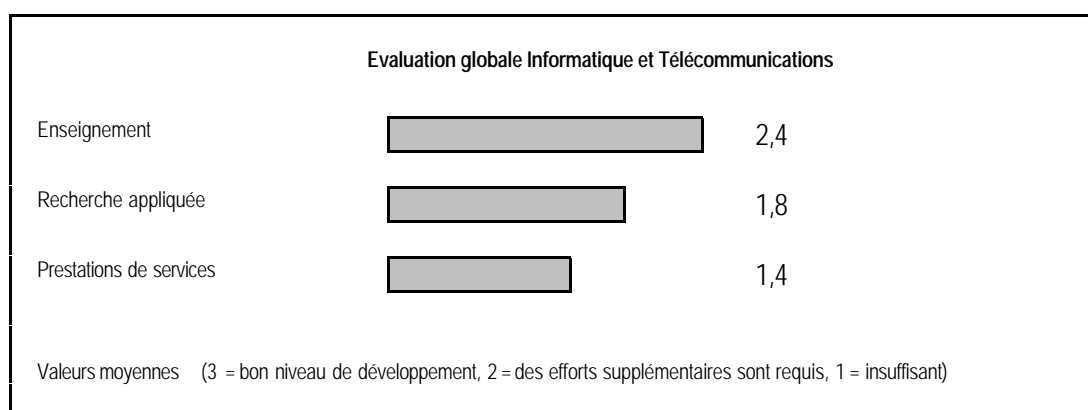 Evaluation globale Informatique et Télécommunications
Enseignement 2,4
Recherche appliquée 1,8
Prestations de services 1,4
Valeurs moyennes (3 = bon niveau de développement, 2 = des efforts supplémentaires sont requis, 1 = insuffisant)